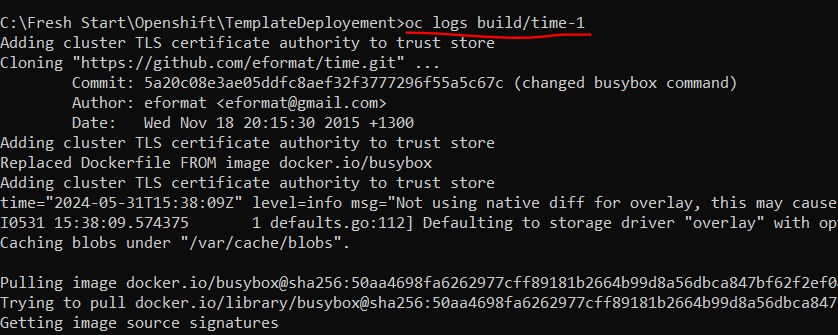 C:\Fresh Start\Openshift\TemplateDeployement>oc logs build/time-1
Adding cluster TLS certificate authority to trust store
Cloning "https://github.com/eformat/time.git" ...
        Commit: 5a20c08e3ae05ddfc8aef32f3777296f55a5c67c (changed busybox command)
        Author: eformat <eformat@gmail.com>
        Date:   Wed Nov 18 20:15:30 2015 +1300
Adding cluster TLS certificate authority to trust store
Replaced Dockerfile FROM image docker.io/busybox
Adding cluster TLS certificate authority to trust store
time="2024-05-31T15:38:09Z" level=info msg="Not using native diff for overlay, this may cause
I0531 15:38:09.574375       1 defaults.go:112] Defaulting to storage driver "overlay" with op
Caching blobs under "/var/cache/blobs".

Pulling image docker.io/busybox@sha256:50aa4698fa6262977cff89181b2664b99d8a56dbca847bf62f2ef0
Trying to pull docker.io/library/busybox@sha256:50aa4698fa6262977cff89181b2664b99d8a56dbca847
Getting image source signatures